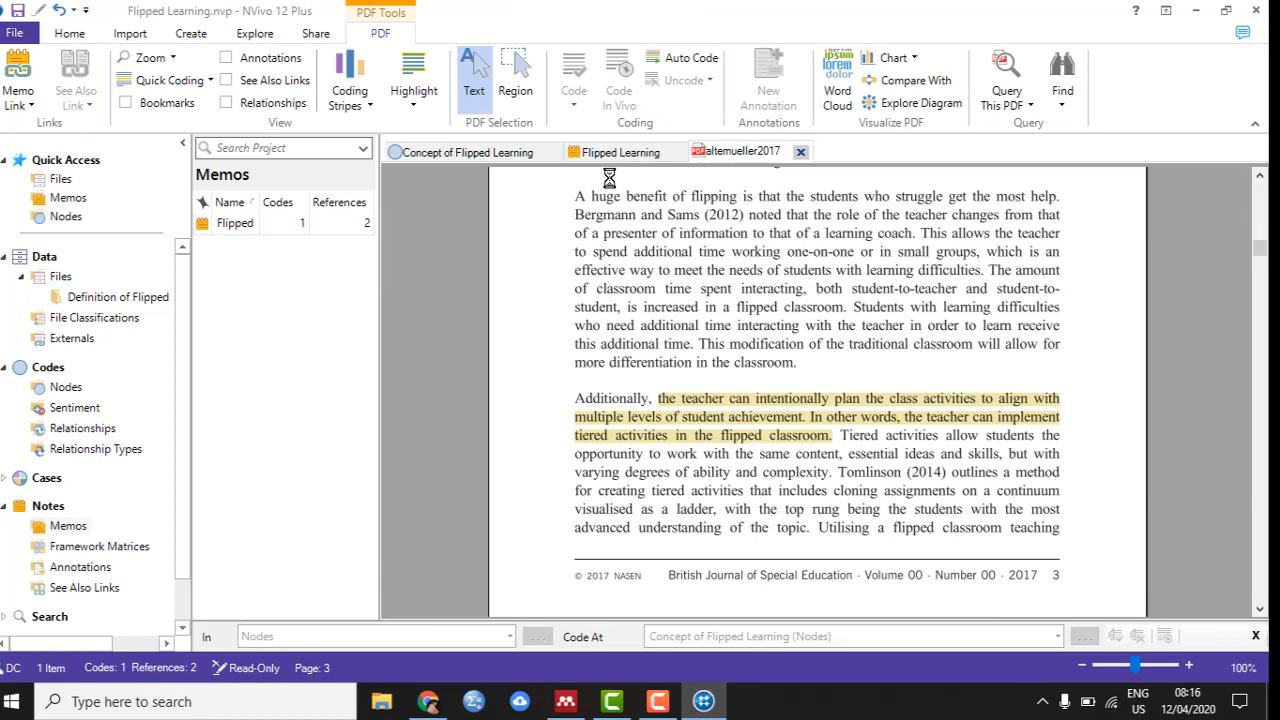 Flipped Learning.nvp - NVivo 12 Plus
PDF Tools
?
File
Home
Import
Create
Explore
Share
PDF
Memo
Link
See Also
Link
Zoom
Quick Coding
Bookmarks
Annotations
See Also Links
Relationships
Coding
Stripes
Highlight
Text
Region
Code
Code
In Vivo
Auto Code
Uncode
New
Annotation
Word
Cloud
Chart
Compare With
Explore Diagram
Query
This PDF
Find
Links
View
PDF Selection
Coding
Annotations
Visualize PDF
Query
Quick Access
Files
Memos
Nodes
Data
Files
Definition of Flipped
File Classifications
Externals
Codes
Nodes
Sentiment
Relationships
Relationship Types
Cases
Notes
Memos
Framework Matrices
Annotations
See Also Links
Search
Search Project
Memos
Name Codes References
Flipped 1 2
Concept of Flipped Learning
Flipped Learning
altemueller2017
A huge benefit of flipping is that the students who struggle get the most help.
Bergmann and Sams (2012) noted that the role of the teacher changes from that
of a presenter of information to that of a learning coach. This allows the teacher
to spend additional time working one-on-one or in small groups, which is an
effective way to meet the needs of students with learning difficulties. The amount
of classroom time spent interacting, both student-to-teacher and student-to-
student, is increased in a flipped classroom. Students with learning difficulties
who need additional time interacting with the teacher in order to learn receive
this additional time. This modification of the traditional classroom will allow for
more differentiation in the classroom.
Additionally, the teacher can intentionally plan the class activities to align with
multiple levels of student achievement. In other words, the teacher can implement
tiered activities in the flipped classroom. Tiered activities allow students the
opportunity to work with the same content, essential ideas and skills, but with
varying degrees of ability and complexity. Tomlinson (2014) outlines a method
for creating tiered activities that includes cloning assignments on a continuum
visualised as a ladder, with the top rung being the students with the most
advanced understanding of the topic. Utilising a flipped classroom teaching
© 2017 NASEN British Journal of Special Education · Volume 00 · Number 00 · 2017 3
In
Nodes
...
Code At
Concept of Flipped Learning (Nodes)
...
DC
1 Item
Codes: 1 References: 2
Read-Only
Page: 3
100%
Type here to search
ENG
US
08:16
12/04/2020